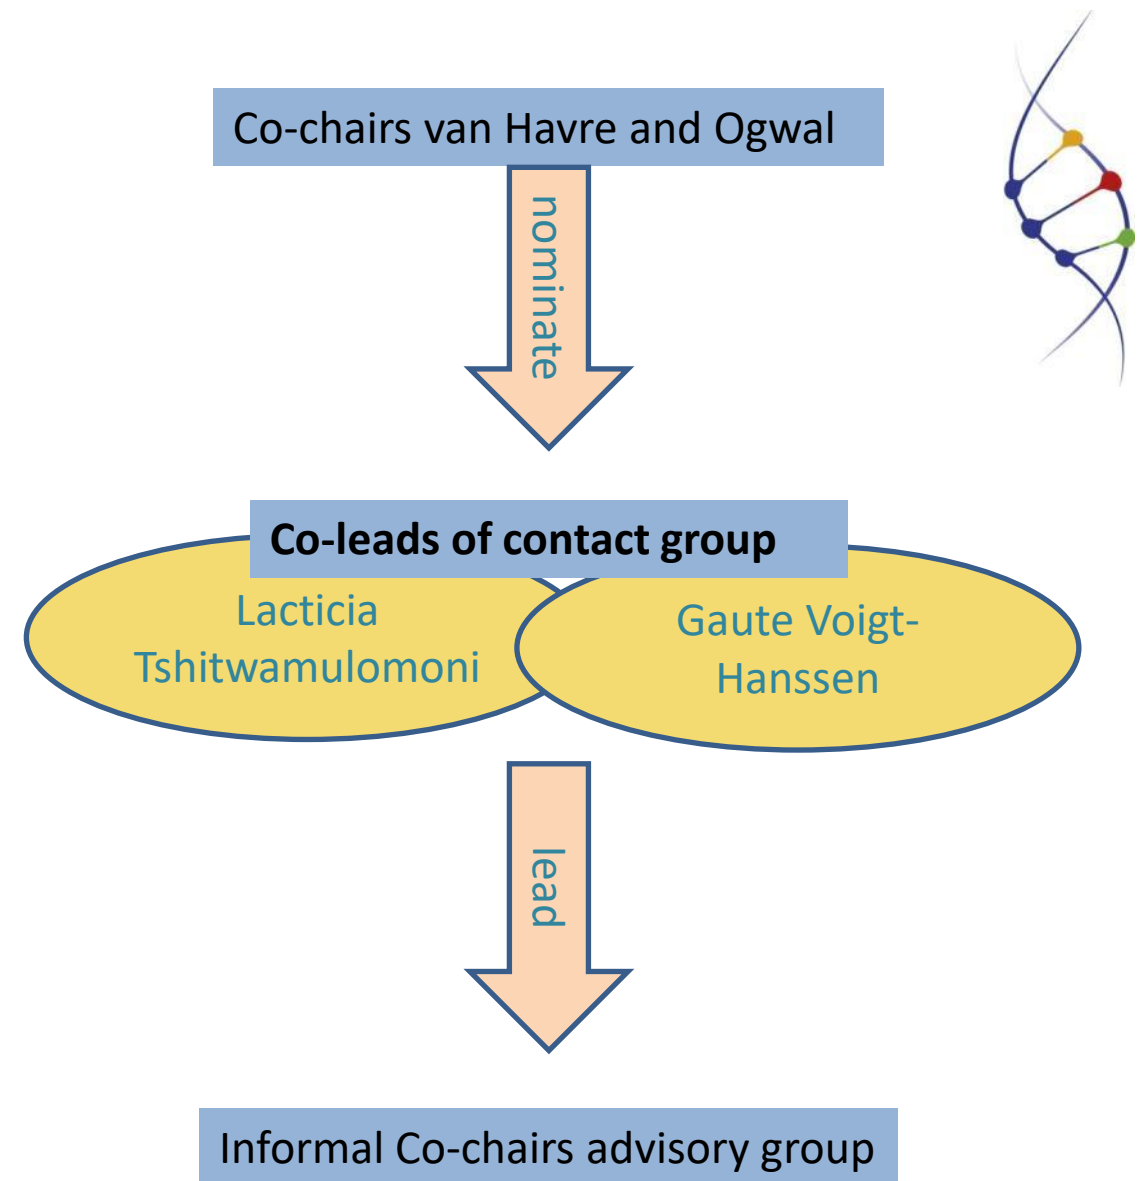 Co-chairs van Havre and Ogwal
nominate
Co-leads of contact group
Lacticia
Tshitwamulomoni
Gaute Voigt-
Hanssen
lead
Informal Co-chairs advisory group